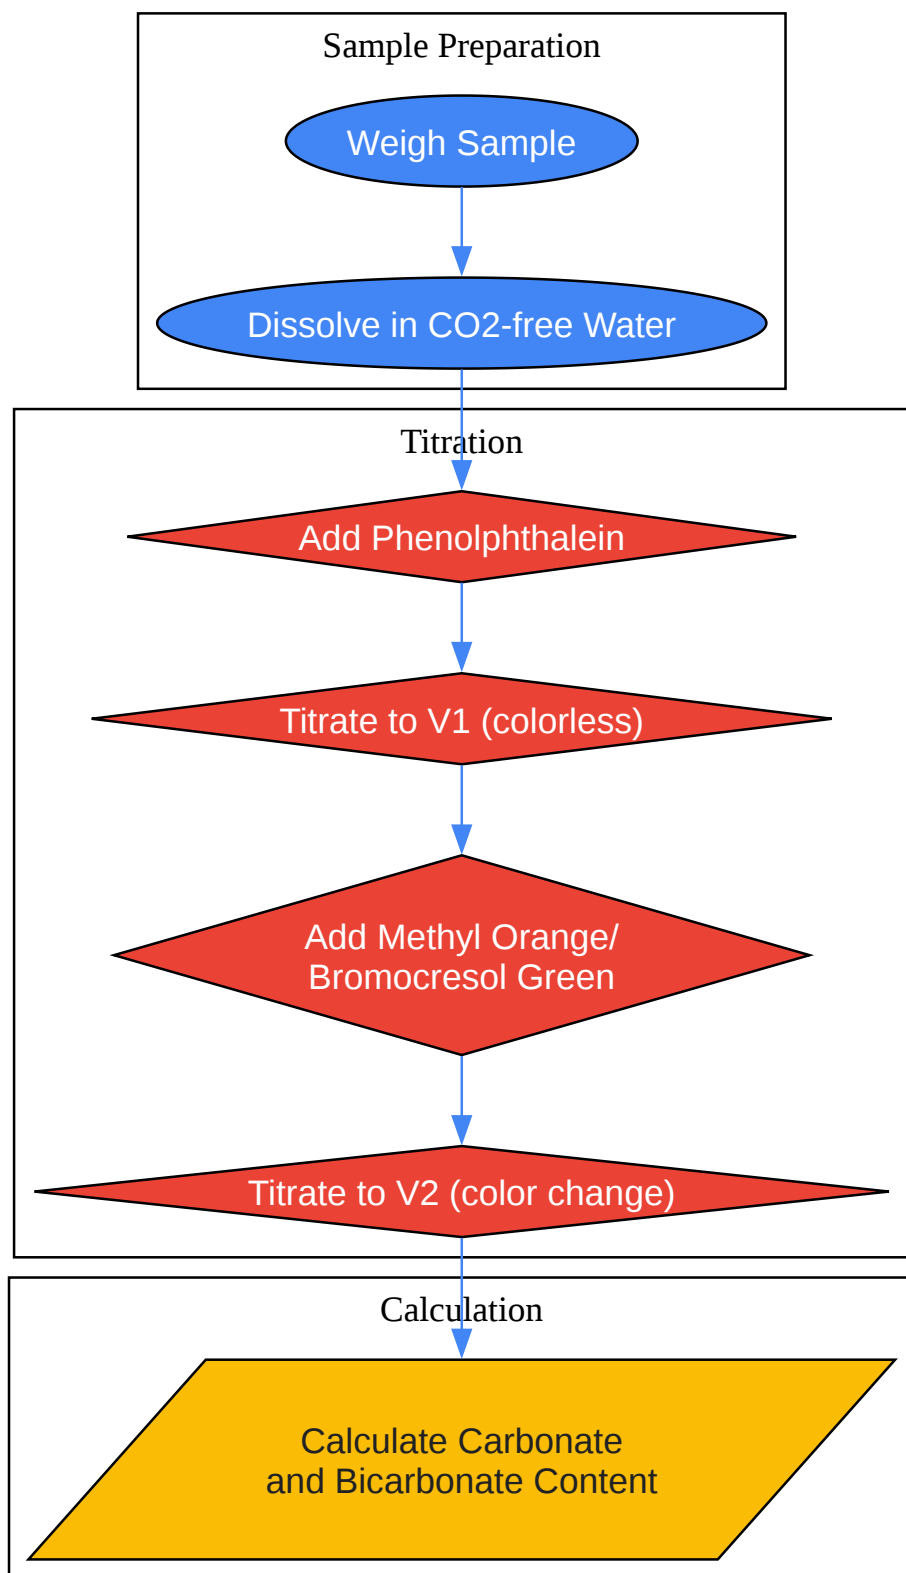 Sample Preparation
Weigh Sample
Dissolve in CO2-free Water
Titration
Add Phenolphthalein
Titrate to V1 (colorless)
Add Methyl Orange/
Bromocresol Green
Titrate to V2 (color change)
Calculation
Calculate Carbonate
and Bicarbonate Content